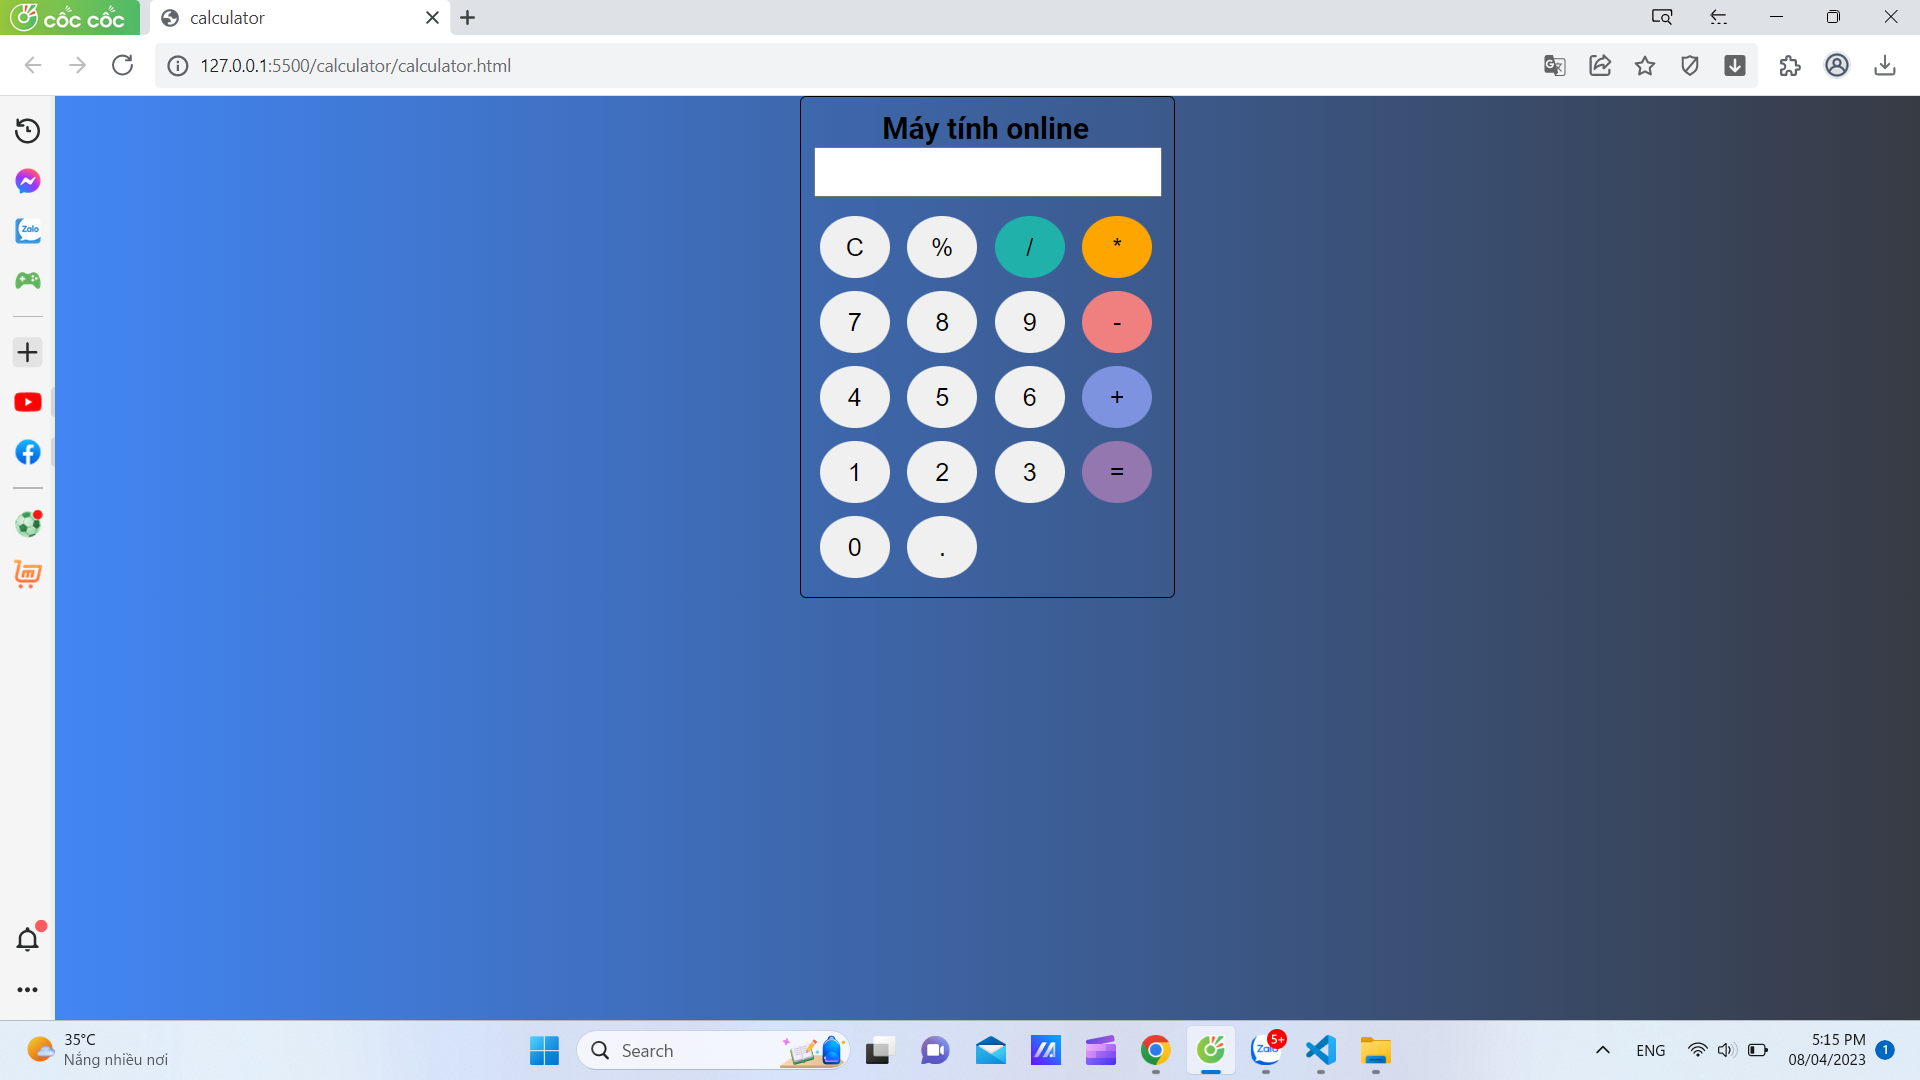 cốc cốc
calculator
127.0.0.1:5500/calculator/calculator.html
Zalo
Máy tính online
C % / *
7 8 9 -
4 5 6 +
1 2 3 =
0 .
35°C
Nắng nhiều nơi
Search
Zalo
5+
ENG
5:15 PM
08/04/2023
1